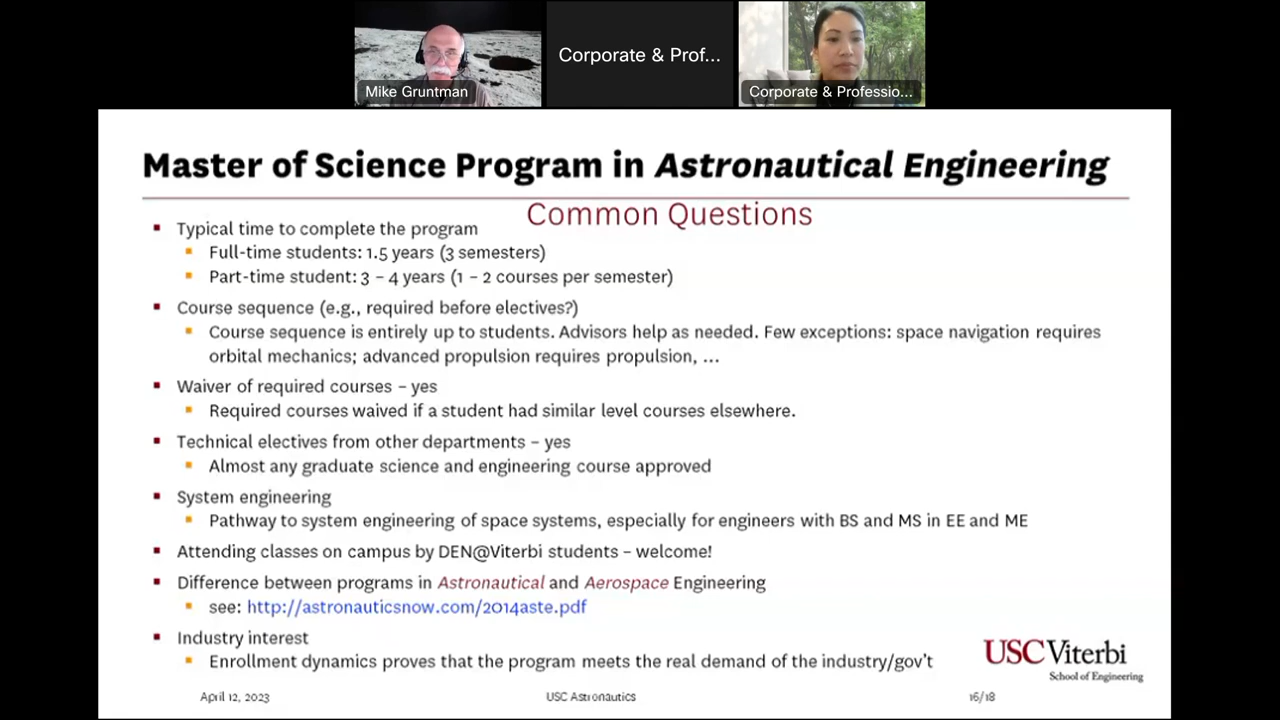 Mike Gruntman
Corporate & Prof...
Corporate & Professio...
Master of Science Program in Astronautical Engineering
Common Questions
▪ Typical time to complete the program
▪ Full-time students: 1.5 years (3 semesters)
▪ Part-time student: 3 – 4 years (1 – 2 courses per semester)
▪ Course sequence (e.g., required before electives?)
▪ Course sequence is entirely up to students. Advisors help as needed. Few exceptions: space navigation requires
orbital mechanics; advanced propulsion requires propulsion, ...
▪ Waiver of required courses – yes
▪ Required courses waived if a student had similar level courses elsewhere.
▪ Technical electives from other departments – yes
▪ Almost any graduate science and engineering course approved
▪ System engineering
▪ Pathway to system engineering of space systems, especially for engineers with BS and MS in EE and ME
▪ Attending classes on campus by DEN@Viterbi students – welcome!
▪ Difference between programs in Astronautical and Aerospace Engineering
▪ see: http://astronauticsnow.com/2014aste.pdf
▪ Industry interest
▪ Enrollment dynamics proves that the program meets the real demand of the industry/gov't
USC Viterbi
School of Engineering
April 12, 2023
USC Astronautics
16/18